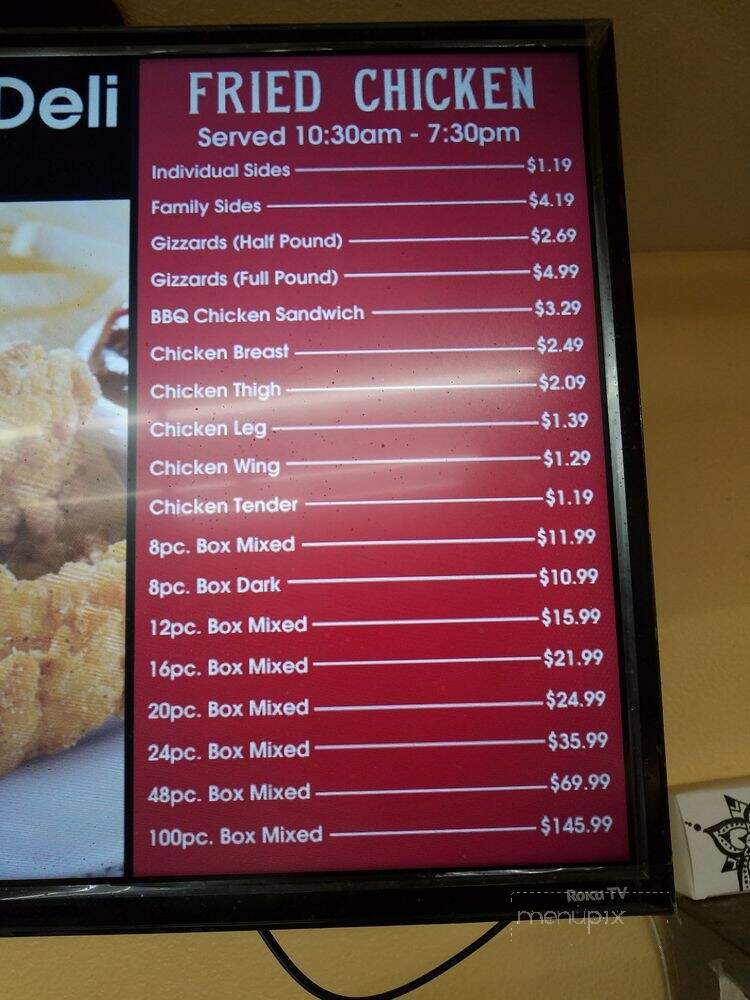 Deli
FRIED CHICKEN
Served 10:30am - 7:30pm
Individual Sides $1.19
Family Sides $4.19
Gizzards (Half Pound) $2.69
Gizzards (Full Pound) $4.99
BBQ Chicken Sandwich $3.29
Chicken Breast $2.49
Chicken Thigh $2.09
Chicken Leg $1.39
Chicken Wing $1.29
Chicken Tender $1.19
8pc. Box Mixed $11.99
8pc. Box Dark $10.99
12pc. Box Mixed $15.99
16pc. Box Mixed $21.99
20pc. Box Mixed $24.99
24pc. Box Mixed $35.99
48pc. Box Mixed $69.99
100pc. Box Mixed $145.99
Roku TV
menupix